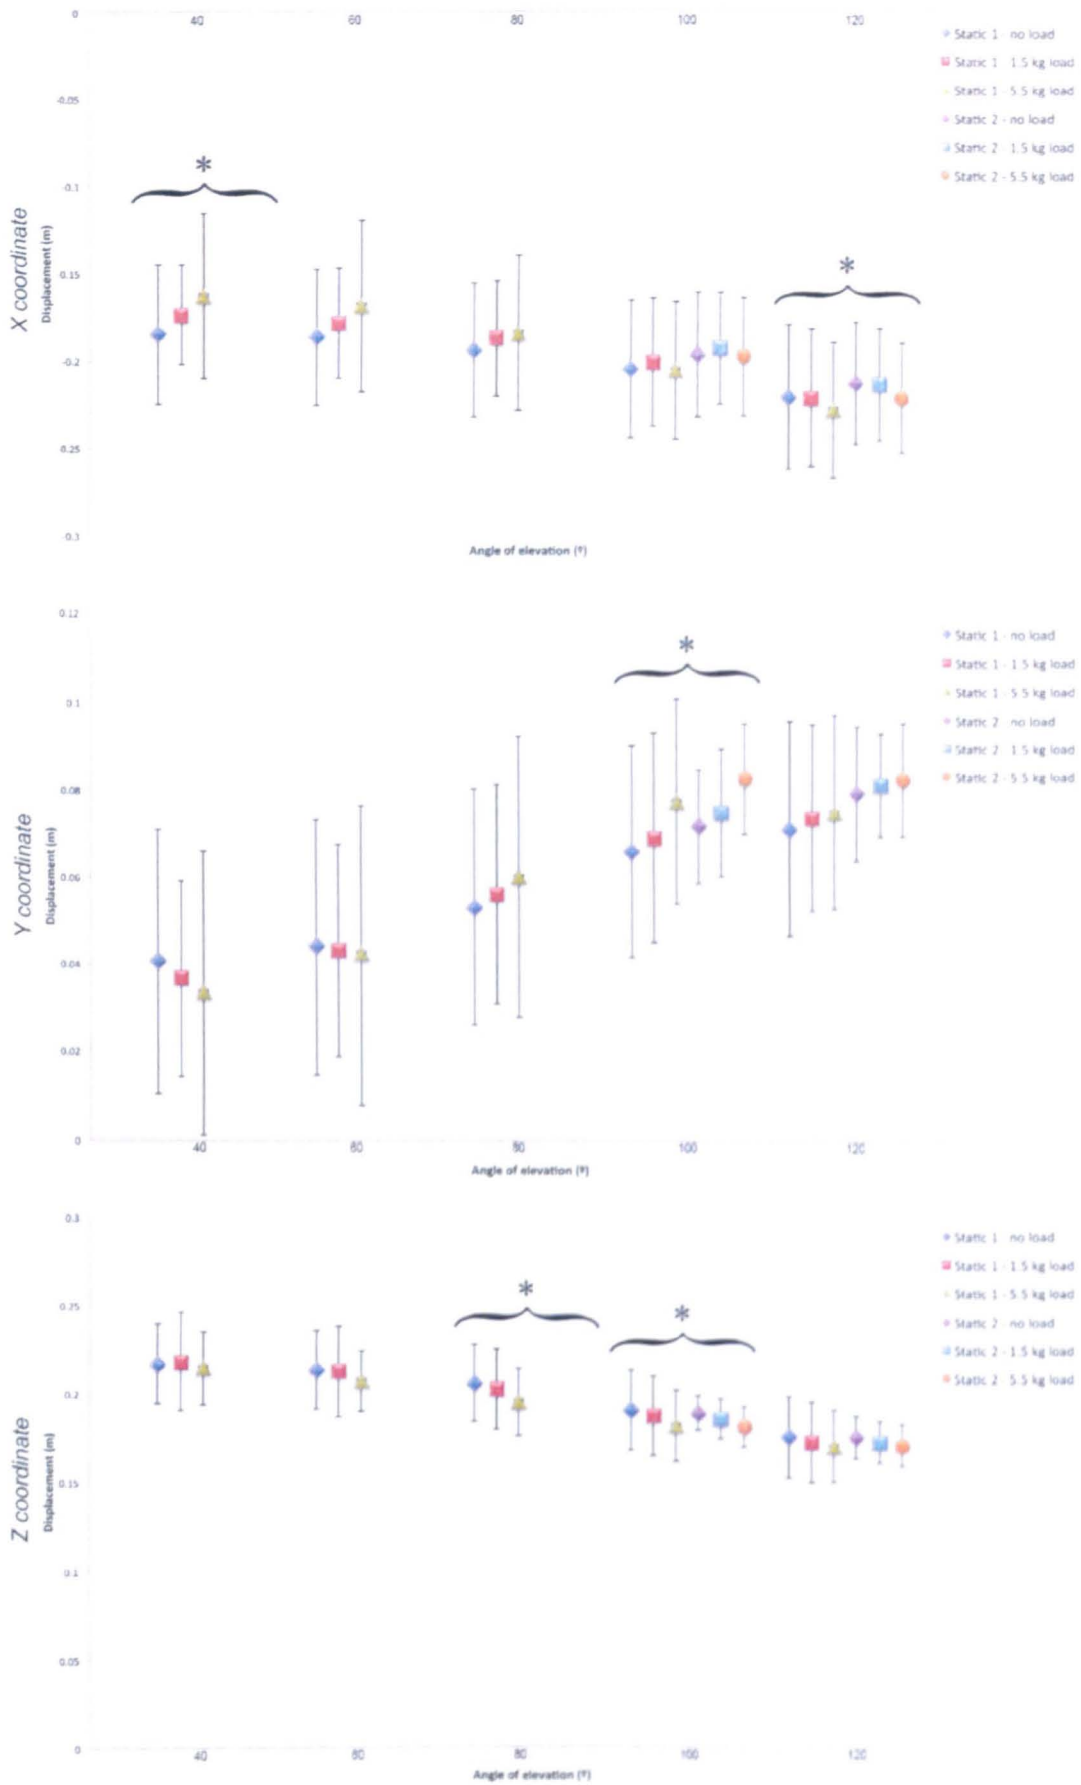 0
40
60
80
100
120
Static 1 - no load
Static 1 - 1.5 kg load
Static 1 - 5.5 kg load
Static 2 - no load
Static 2 - 1.5 kg load
Static 2 - 5.5 kg load
-0.05
*
-0.1
X coordinate
Displacement (m)
-0.15
*
-0.2
-0.25
-0.3
Angle of elevation (º)
0.12
Static 1 - no load
Static 1 - 1.5 kg load
Static 1 - 5.5 kg load
Static 2 - no load
Static 2 - 1.5 kg load
Static 2 - 5.5 kg load
*
0.1
0.08
Y coordinate
Displacement (m)
0.06
0.04
0.02
0
40
60
80
100
120
Angle of elevation (º)
0.3
Static 1 - no load
Static 1 - 1.5 kg load
Static 1 - 5.5 kg load
Static 2 - no load
Static 2 - 1.5 kg load
Static 2 - 5.5 kg load
*
*
0.25
0.2
Z coordinate
Displacement (m)
0.15
0.1
0.05
0
40
60
80
100
120
Angle of elevation (º)